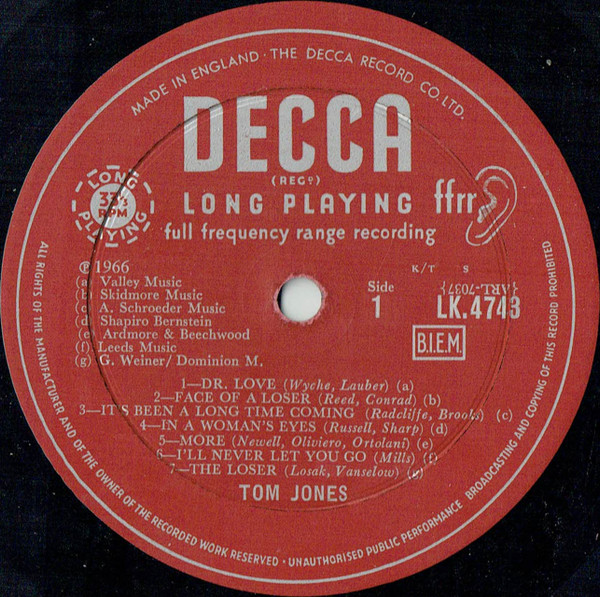 MADE IN ENGLAND · THE DECCA RECORD CO. LTD.
DECCA
(REGD)
LONG PLAYING
33⅓
RPM
LONG PLAYING
ffrr
full frequency range recording
℗ 1966
(a) Valley Music
(b) Skidmore Music
(c) A. Schroeder Music
(d) Shapiro Bernstein
(e) Ardmore & Beechwood
(f) Leeds Music
(g) G. Weiner/Dominion M.
Side
1
K/T S
{ARL-7037}
LK.4743
B.I.E.M.
1—DR. LOVE (Wyche, Lauber) (a)
2—FACE OF A LOSER (Reed, Conrad) (b)
3—IT'S BEEN A LONG TIME COMING (Radcliffe, Brooks) (c)
4—IN A WOMAN'S EYES (Russell, Sharp) (d)
5—MORE (Newell, Oliviero, Ortolani) (e)
6—I'LL NEVER LET YOU GO (Mills) (f)
7—THE LOSER (Losak, Vanselow) (g)
TOM JONES
ALL RIGHTS OF THE MANUFACTURER AND OF THE OWNER OF THE RECORDED WORK RESERVED · UNAUTHORISED PUBLIC PERFORMANCE BROADCASTING AND COPYING OF THIS RECORD PROHIBITED